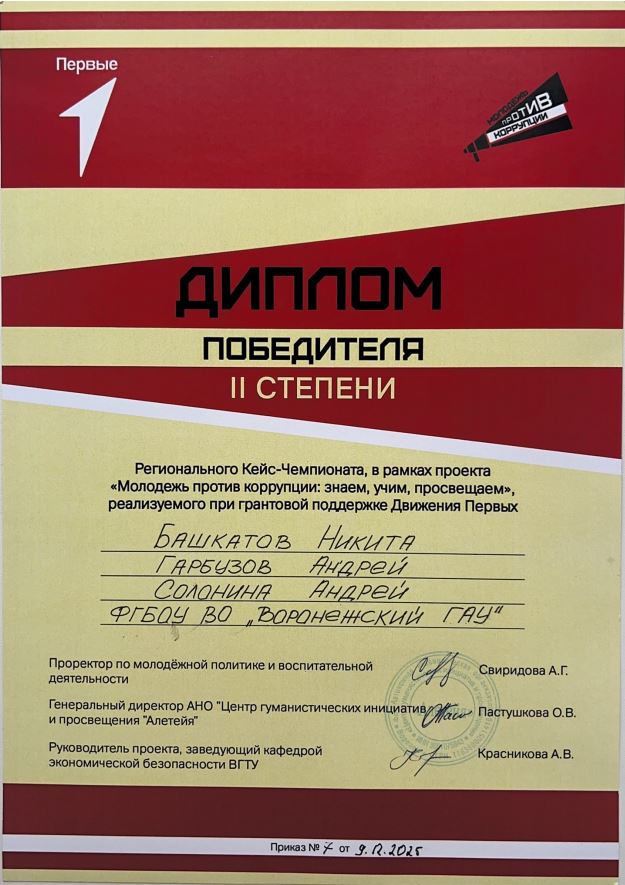 Первые
МОЛОДЕЖЬ
ПРОТИВ
КОРРУПЦИИ
ДИПЛОМ
ПОБЕДИТЕЛЯ
II СТЕПЕНИ
Регионального Кейс-Чемпионата, в рамках проекта
«Молодежь против коррупции: знаем, учим, просвещаем»,
реализуемого при грантовой поддержке Движения Первых
Башкатов Никита
Гарбузов Андрей
Солонина Андрей
ФГБОУ ВО „Воронежский ГАУ"
Проректор по молодёжной политике и воспитательной
деятельности
Свиридова А.Г.
Генеральный директор АНО "Центр гуманистических инициатив
и просвещения "Алетейя"
Пастушкова О.В.
Руководитель проекта, заведующий кафедрой
экономической безопасности ВГТУ
Красникова А.В.
Приказ № 7 от 9.12.2025